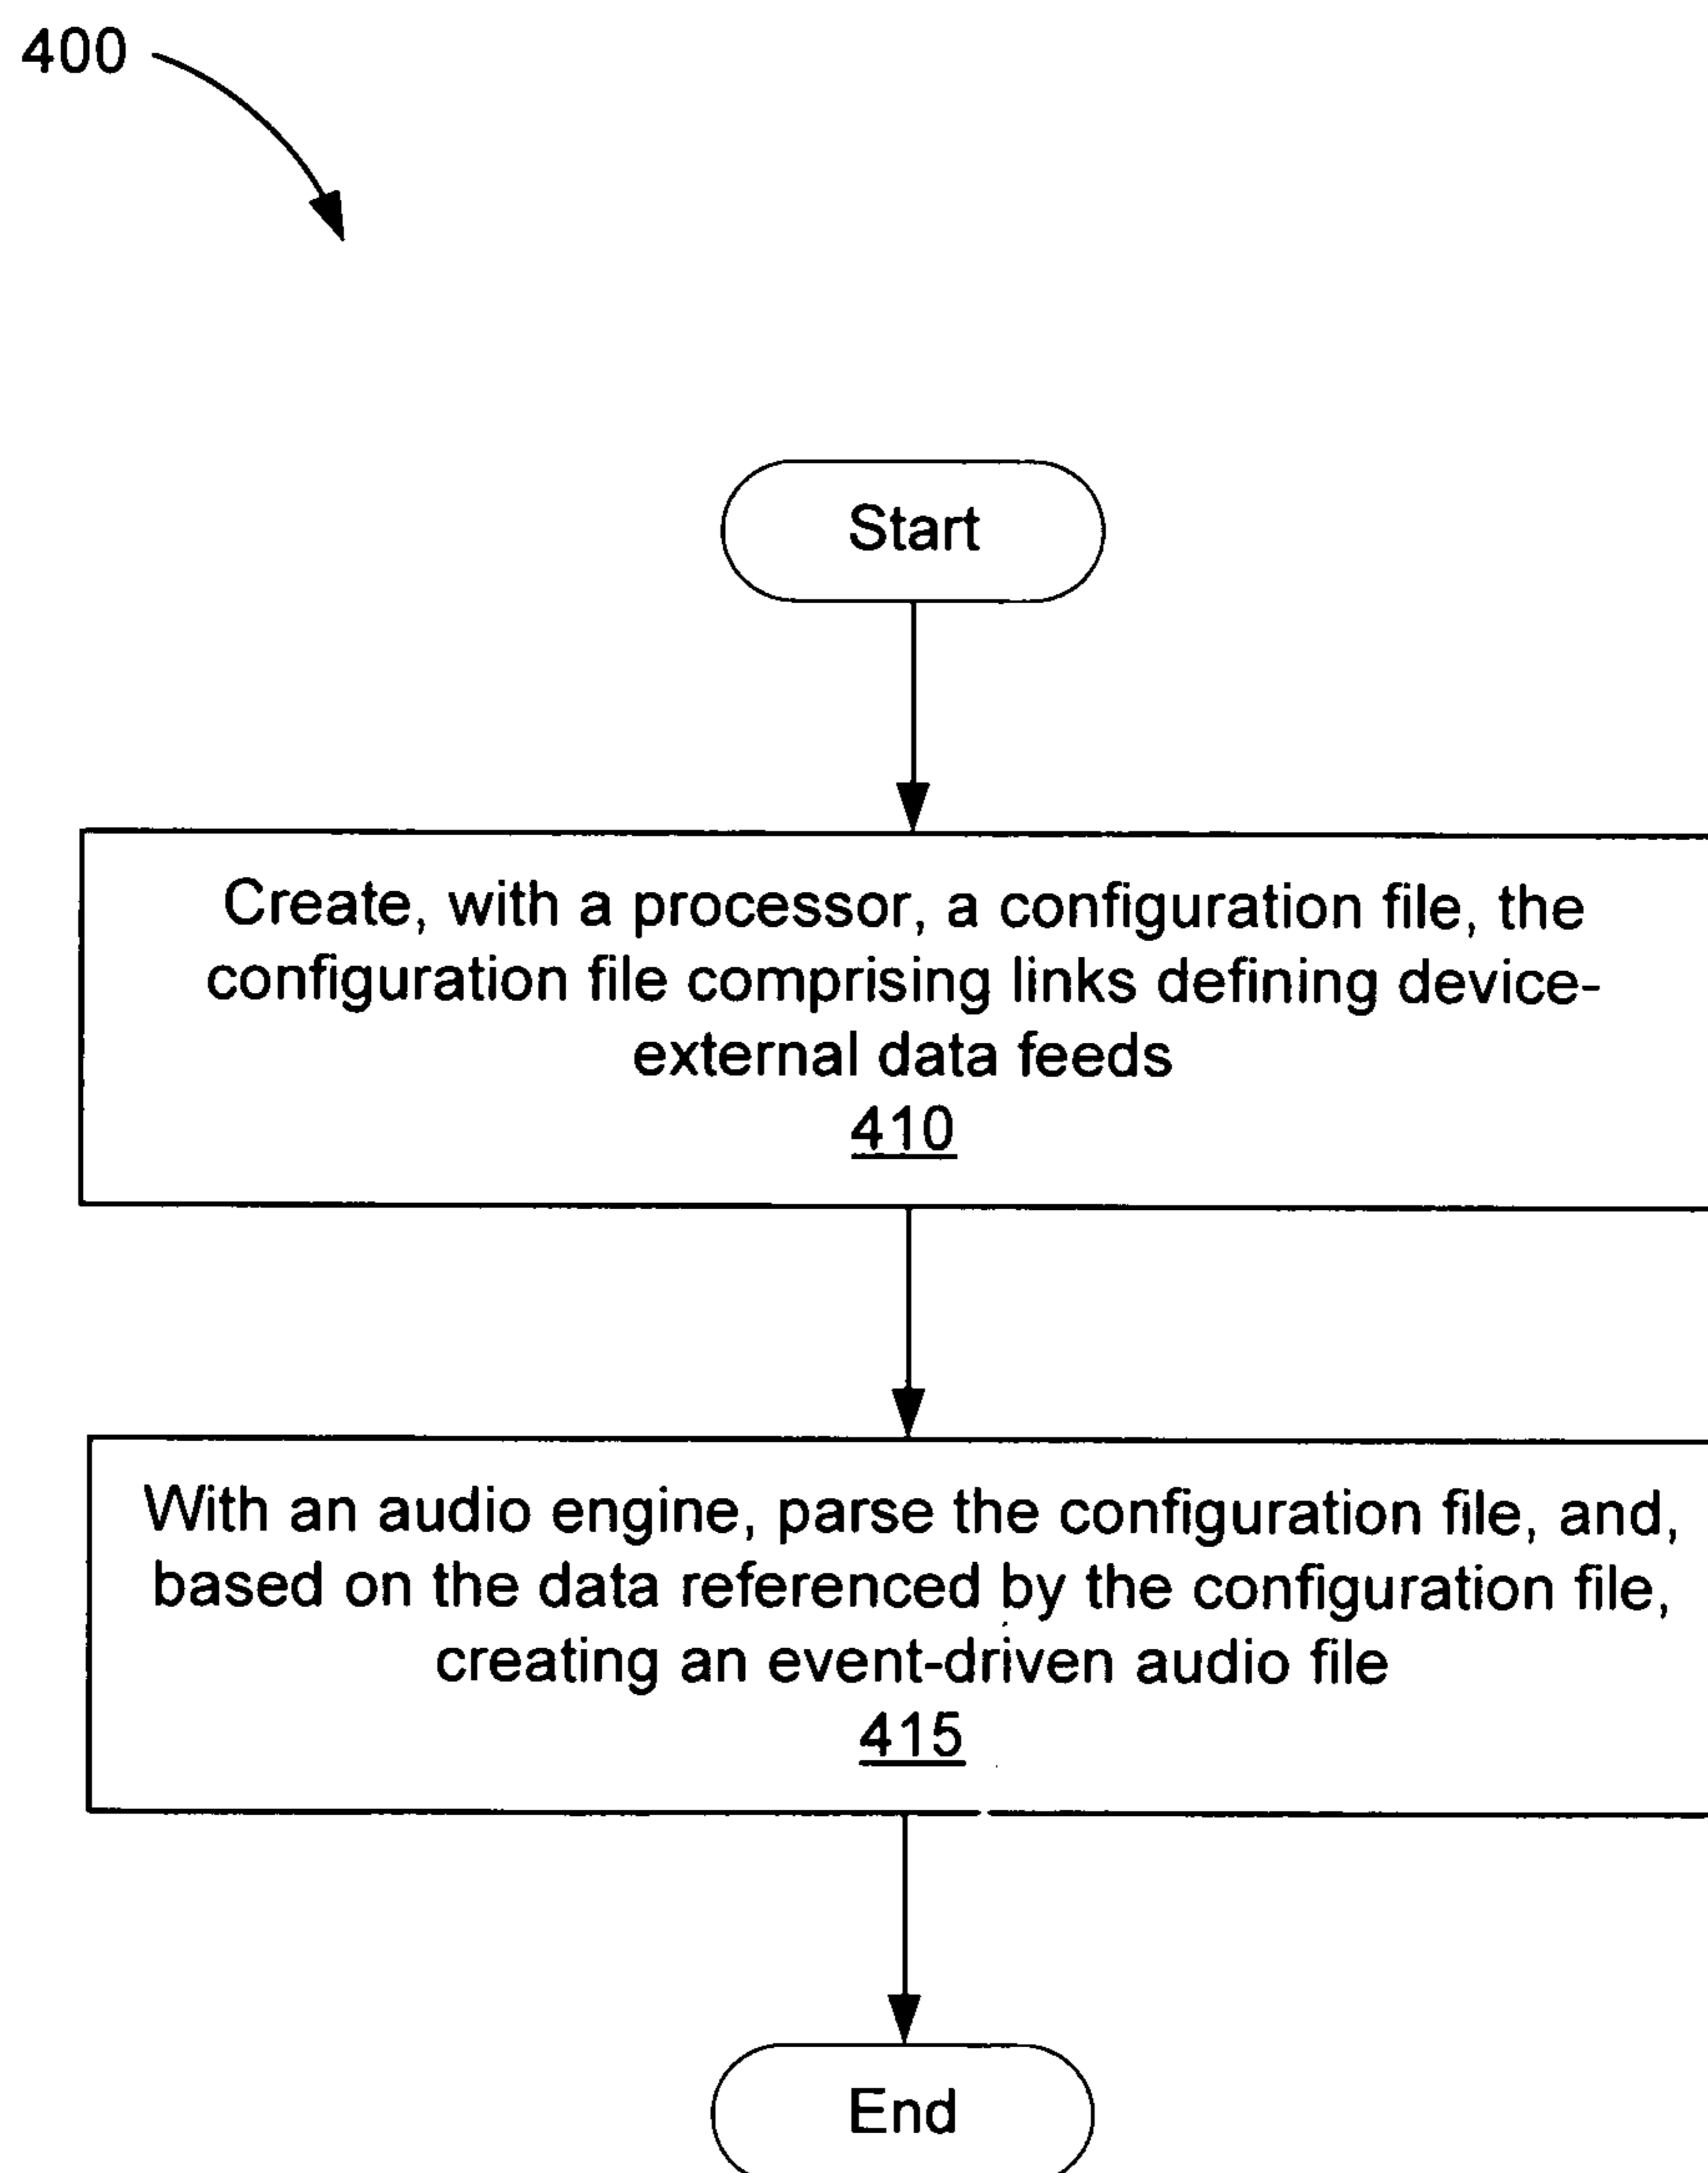 400
Start
Create, with a processor, a configuration file, the
configuration file comprising links defining device-
external data feeds
410
With an audio engine, parse the configuration file, and,
based on the data referenced by the configuration file,
creating an event-driven audio file
415
End